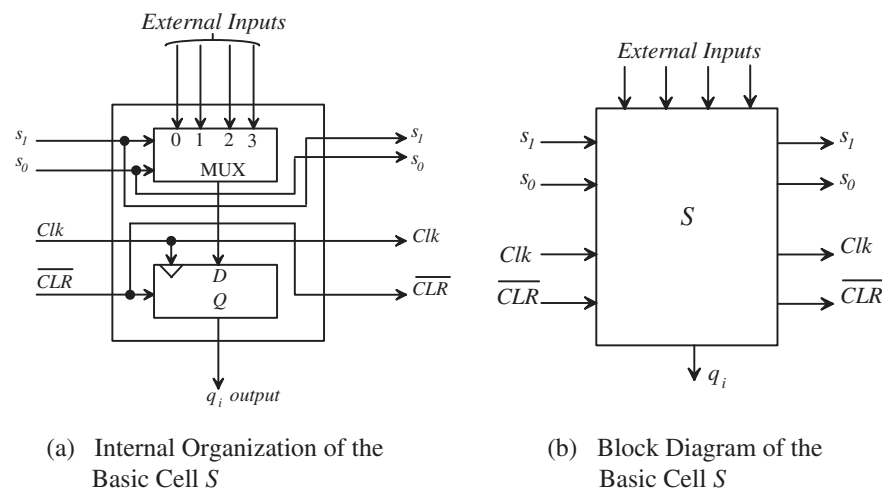 External Inputs
0 1 2 3
MUX
s1
s0
s1
s0
Clk
Clk
CLR
CLR
D
Q
qi output
(a) Internal Organization of the
Basic Cell S
External Inputs
s1
s1
s0
s0
S
Clk
Clk
CLR
CLR
qi
(b) Block Diagram of the
Basic Cell S